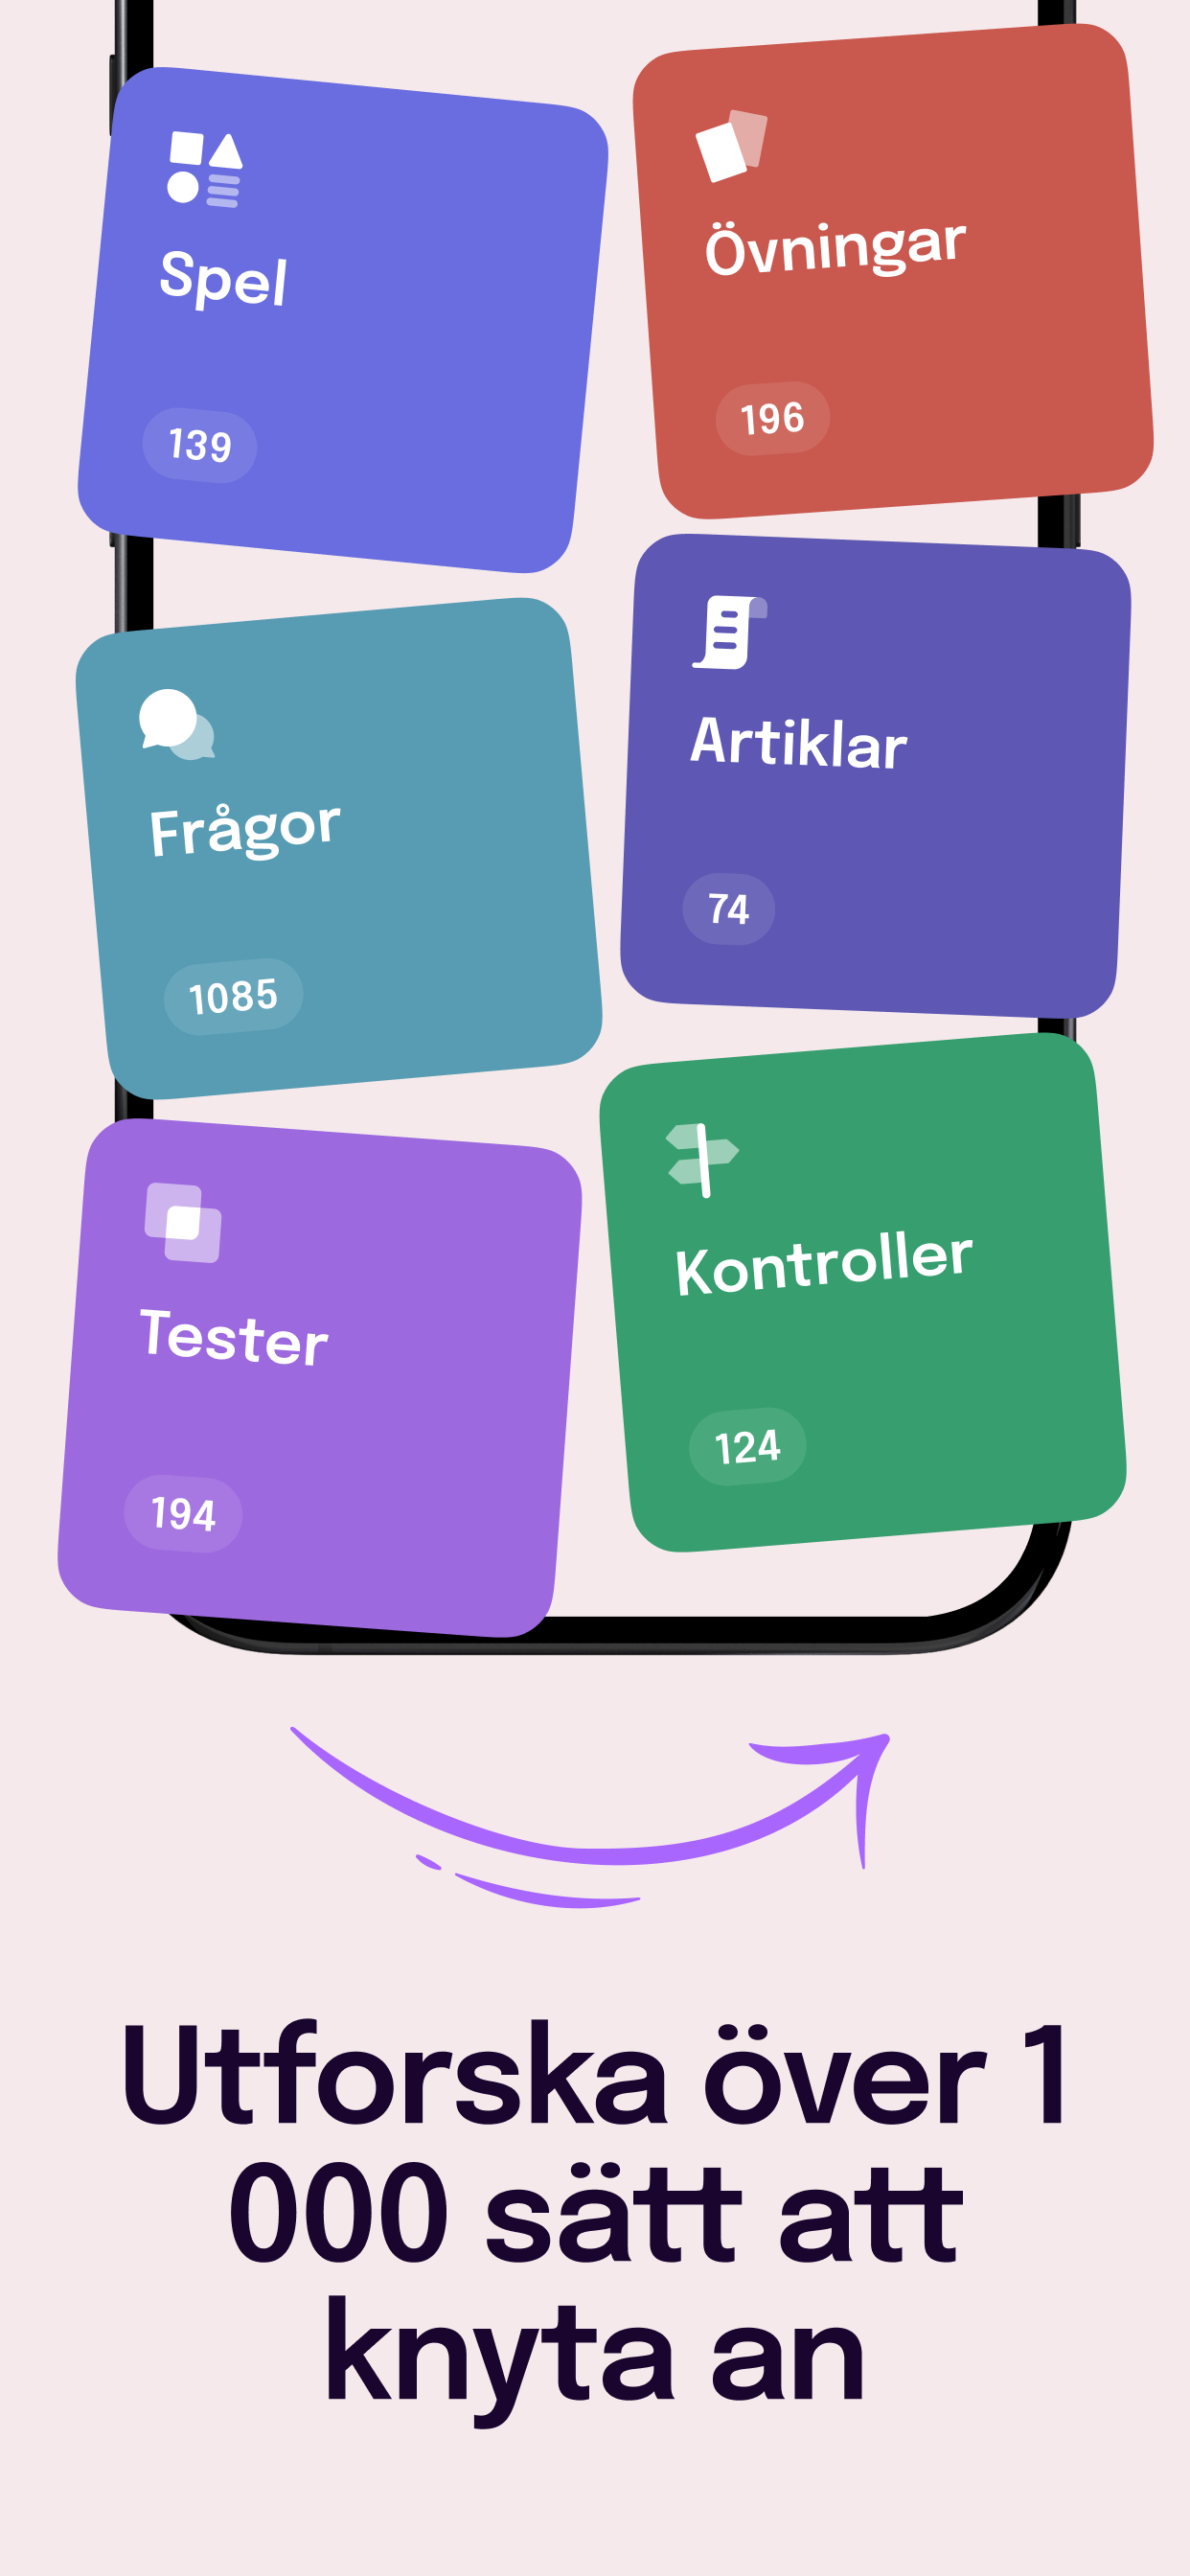 Spel
139
Övningar
196
Frågor
1085
Artiklar
74
Tester
194
Kontroller
124
Utforska över 1
000 sätt att
knyta an